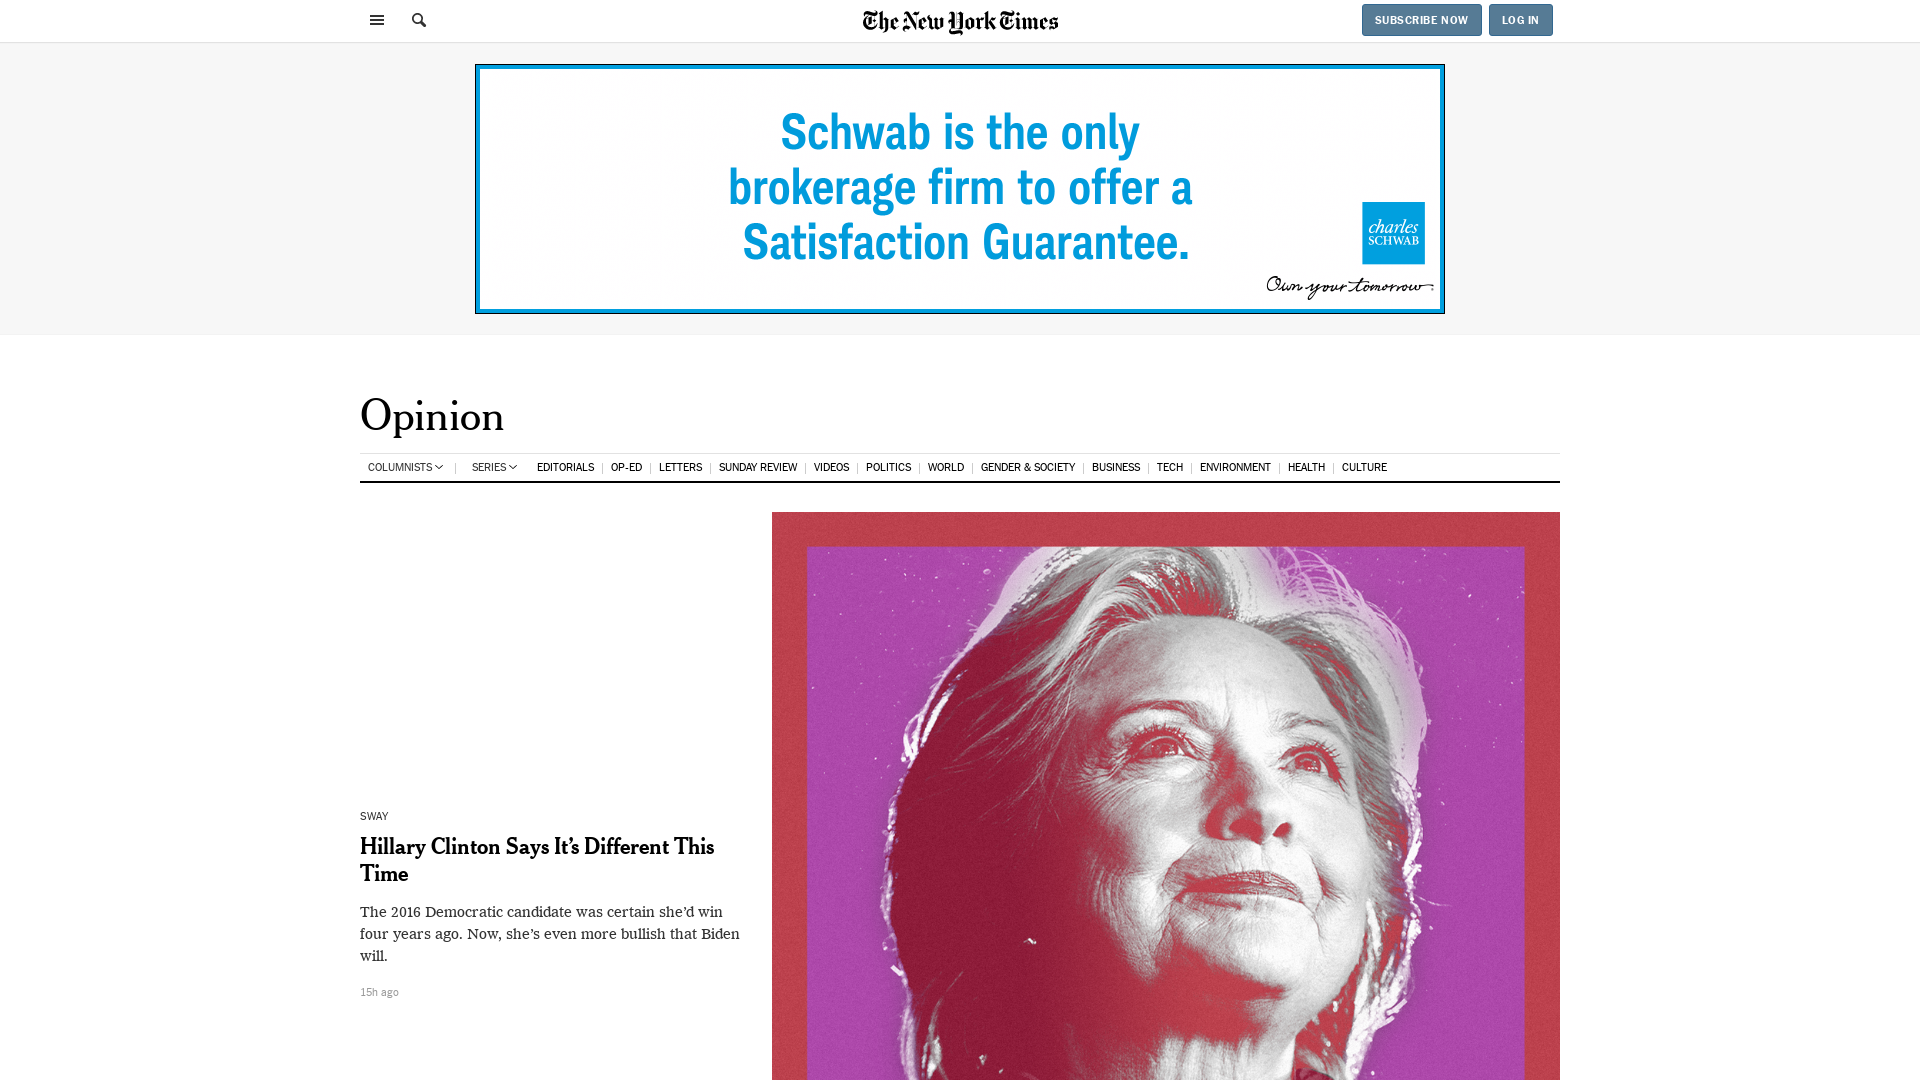 The New York Times
SUBSCRIBE NOW
LOG IN
Schwab is the only
brokerage firm to offer a
Satisfaction Guarantee.
charles
SCHWAB
Own your tomorrow.
Opinion
COLUMNISTS SERIES EDITORIALS OP-ED LETTERS SUNDAY REVIEW VIDEOS POLITICS WORLD GENDER & SOCIETY BUSINESS TECH ENVIRONMENT HEALTH CULTURE
SWAY
Hillary Clinton Says It’s Different This
Time
The 2016 Democratic candidate was certain she’d win
four years ago. Now, she’s even more bullish that Biden
will.
15h ago